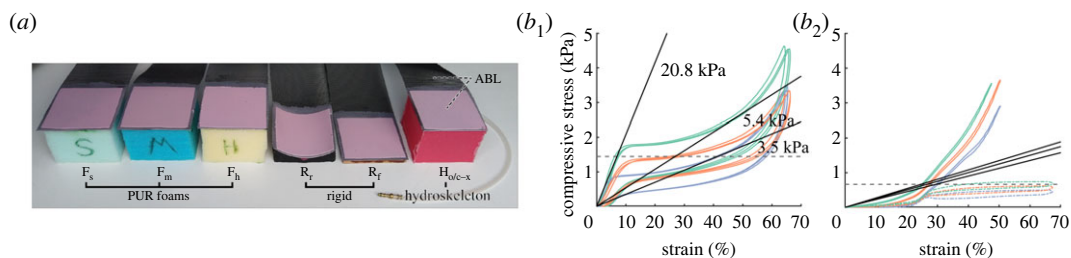 (a)
ABL
S M H
Fs Fm Fh Rr Rf Ho/c–x
PUR foams rigid hydroskeleton
(b1)
compressive stress (kPa)
5
4
3
2
1
0
20.8 kPa
5.4 kPa
3.5 kPa
0 10 20 30 40 50 60 70
strain (%)
(b2)
5
4
3
2
1
0 10 20 30 40 50 60 70
strain (%)